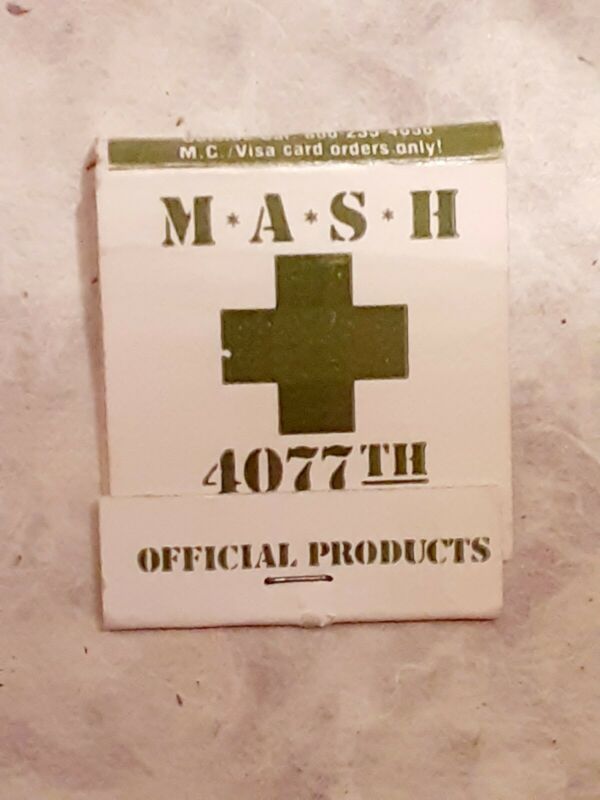 M.C./Visa card orders only!
M*A*S*H
4077TH
OFFICIAL PRODUCTS